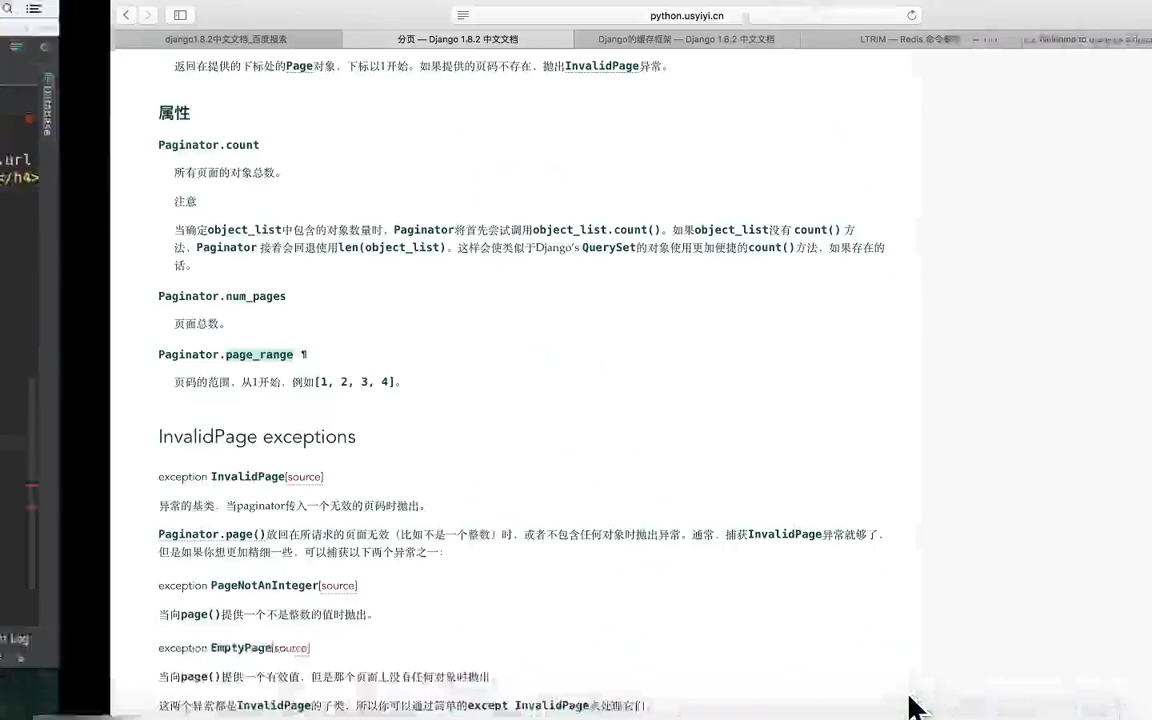 python.usyiyi.cn
django1.8.2中文文档_百度搜索
分页 — Django 1.8.2 中文文档
Django的缓存框架 — Django 1.8.2 中文文档
LTRIM — Redis 命令
返回在提供的下标处的Page对象，下标以1开始。如果提供的页码不存在，抛出InvalidPage异常。
属性
Paginator.count
所有页面的对象总数。
注意
当确定object_list中包含的对象数量时，Paginator将首先尝试调用object_list.count()。如果object_list没有 count() 方
法，Paginator 接着会回退使用len(object_list)。这样会使类似于Django's QuerySet的对象使用更加便捷的count()方法，如果存在的
话。
Paginator.num_pages
页面总数。
Paginator.page_range ¶
页码的范围，从1开始，例如[1, 2, 3, 4]。
InvalidPage exceptions
exception InvalidPage[source]
异常的基类，当paginator传入一个无效的页码时抛出。
Paginator.page()放回在所请求的页面无效（比如不是一个整数）时，或者不包含任何对象时抛出异常。通常，捕获InvalidPage异常就够了，
但是如果你想更加精细一些，可以捕获以下两个异常之一：
exception PageNotAnInteger[source]
当向page()提供一个不是整数的值时抛出。
exception EmptyPage[source]
当向page()提供一个有效值，但是那个页面上没有任何对象时抛出
这两个异常都是InvalidPage的子类，所以你可以通过简单的except InvalidPage来处理它们。
.url
</h4>
Database
Log